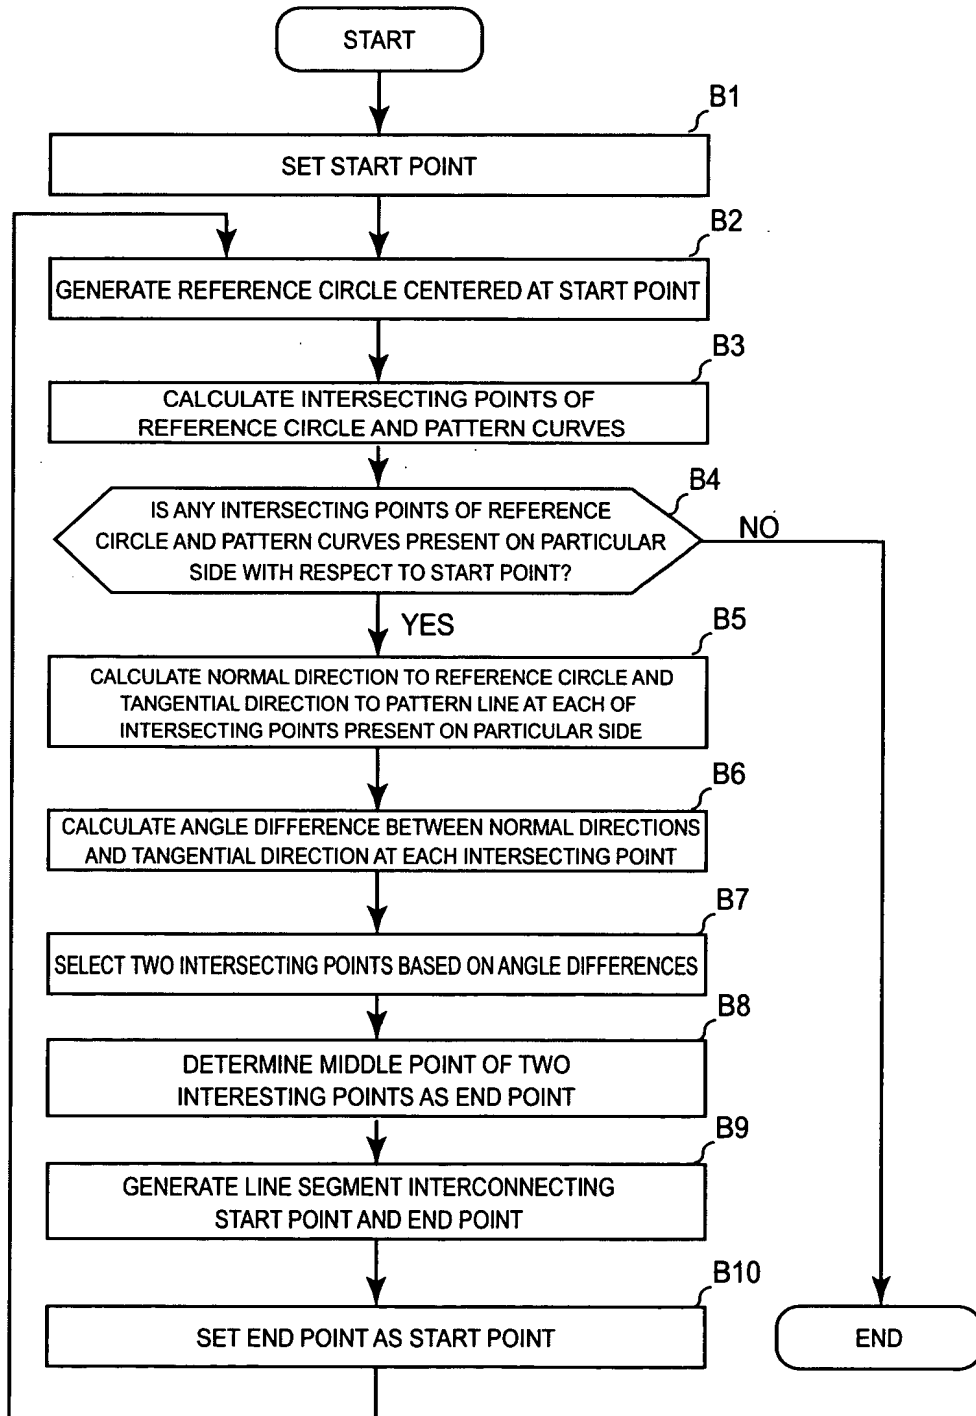 START
B1
SET START POINT
B2
GENERATE REFERENCE CIRCLE CENTERED AT START POINT
B3
CALCULATE INTERSECTING POINTS OF
REFERENCE CIRCLE AND PATTERN CURVES
B4
IS ANY INTERSECTING POINTS OF REFERENCE
CIRCLE AND PATTERN CURVES PRESENT ON PARTICULAR
SIDE WITH RESPECT TO START POINT?
NO
YES
B5
CALCULATE NORMAL DIRECTION TO REFERENCE CIRCLE AND
TANGENTIAL DIRECTION TO PATTERN LINE AT EACH OF
INTERSECTING POINTS PRESENT ON PARTICULAR SIDE
B6
CALCULATE ANGLE DIFFERENCE BETWEEN NORMAL DIRECTIONS
AND TANGENTIAL DIRECTION AT EACH INTERSECTING POINT
B7
SELECT TWO INTERSECTING POINTS BASED ON ANGLE DIFFERENCES
B8
DETERMINE MIDDLE POINT OF TWO
INTERESTING POINTS AS END POINT
B9
GENERATE LINE SEGMENT INTERCONNECTING
START POINT AND END POINT
B10
SET END POINT AS START POINT
END